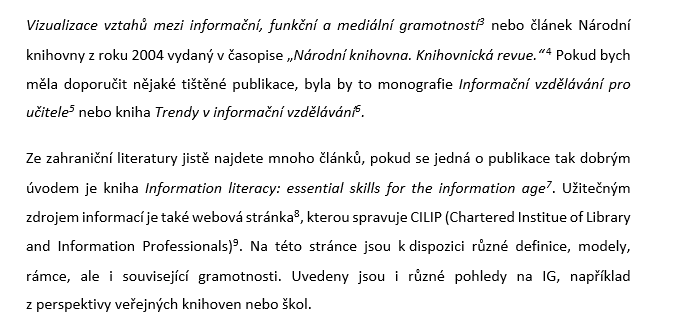 Vizualizace vztahů mezi informační, funkční a mediální gramotností³ nebo článek Národní
knihovny z roku 2004 vydaný v časopise „Národní knihovna. Knihovnická revue.“⁴ Pokud bych
měla doporučit nějaké tištěné publikace, byla by to monografie Informační vzdělávání pro
učitele⁵ nebo kniha Trendy v informační vzdělávání⁶.
Ze zahraniční literatury jistě najdete mnoho článků, pokud se jedná o publikace tak dobrým
úvodem je kniha Information literacy: essential skills for the information age⁷. Užitečným
zdrojem informací je také webová stránka⁸, kterou spravuje CILIP (Chartered Institue of Library
and Information Professionals)⁹. Na této stránce jsou k dispozici různé definice, modely,
rámce, ale i související gramotnosti. Uvedeny jsou i různé pohledy na IG, například
z perspektivy veřejných knihoven nebo škol.